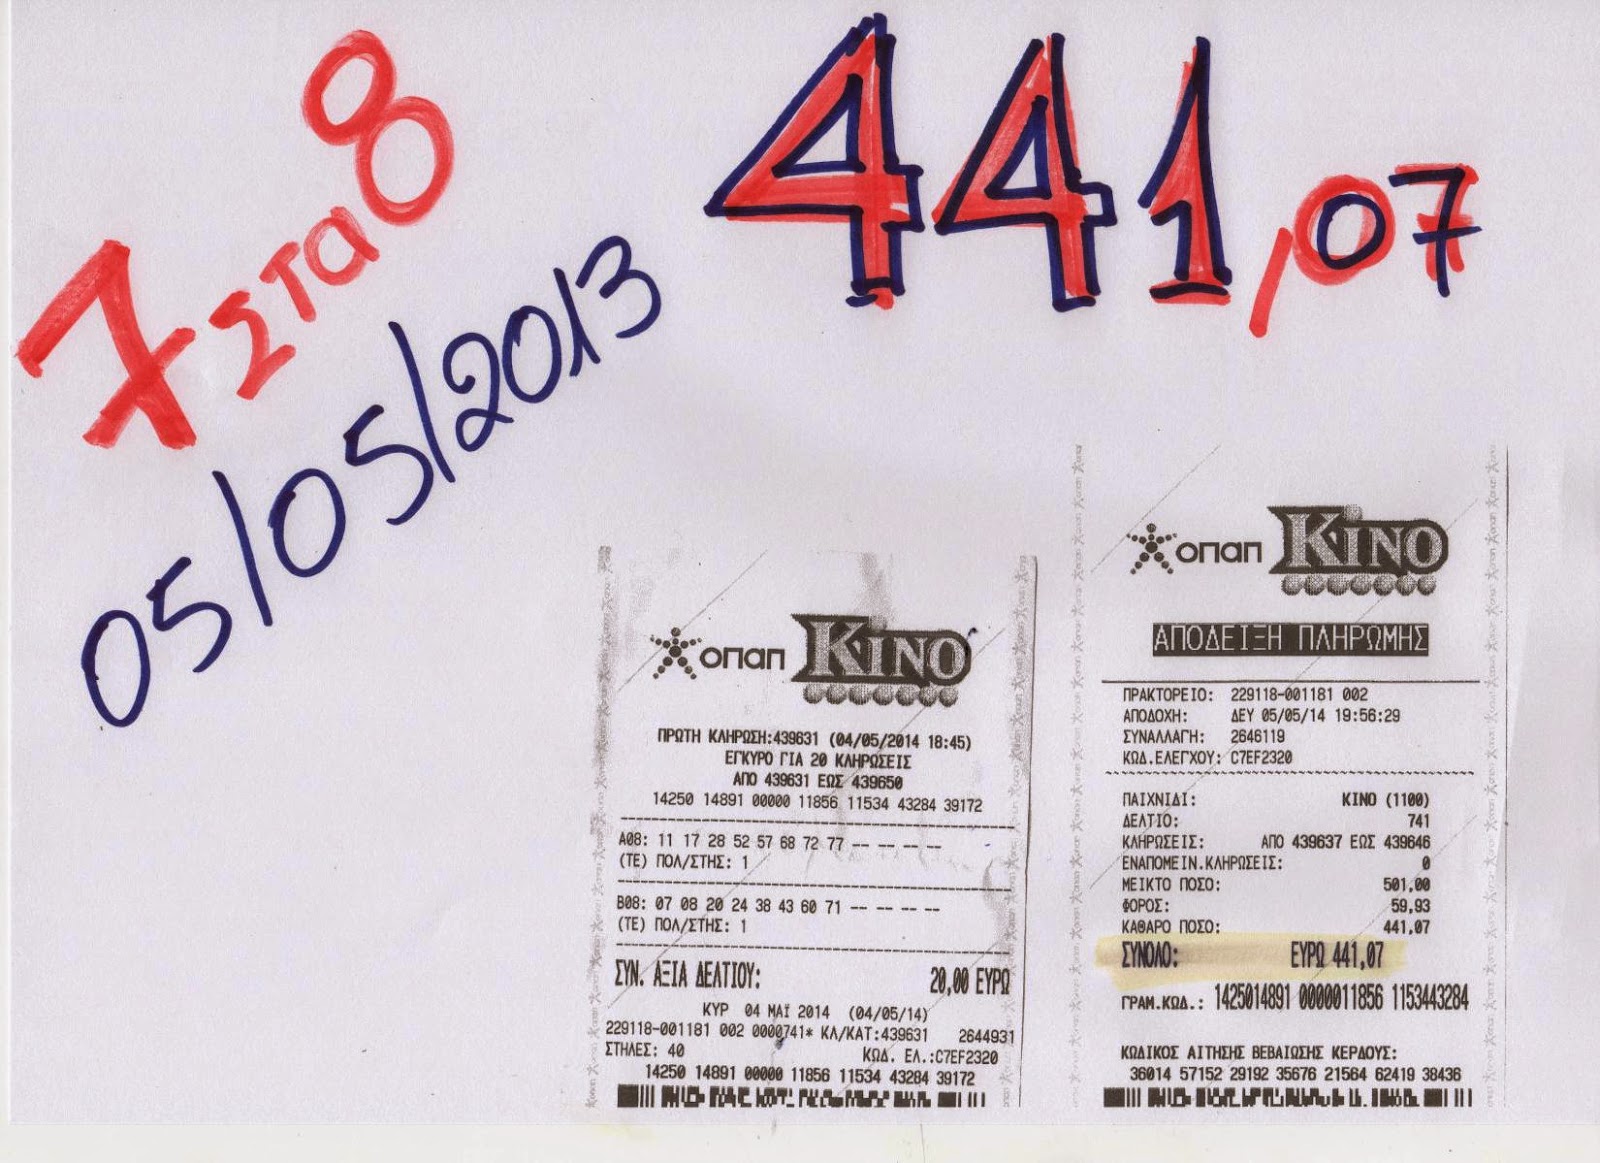 7 ΣΤΑ 8
05/05/2013
441,07
οπαπ ΚΙΝΟ
ΠΡΩΤΗ ΚΛΗΡΩΣΗ:439631 (04/05/2014 18:45)
ΕΓΚΥΡΟ ΓΙΑ 20 ΚΛΗΡΩΣΕΙΣ
ΑΠΟ 439631 ΕΩΣ 439650
14250 14891 00000 11856 11534 43284 39172
A08: 11 17 28 52 57 68 72 77 -- -- -- --
(ΤΕ) ΠΟΛ/ΣΤΗΣ: 1
B08: 07 08 20 24 38 43 60 71 -- -- -- --
(ΤΕ) ΠΟΛ/ΣΤΗΣ: 1
ΣΥΝ. ΑΞΙΑ ΔΕΛΤΙΟΥ: 20,00 ΕΥΡΩ
ΚΥΡ 04 ΜΑΪ 2014 (04/05/14)
229118-001181 002 0000741* ΚΛ/ΚΑΤ:439631 2644931
ΣΤΗΛΕΣ: 40 ΚΩΔ. ΕΛ.:C7EF2320
14250 14891 00000 11856 11534 43284 39172
οπαπ ΚΙΝΟ
ΑΠΟΔΕΙΞΗ ΠΛΗΡΩΜΗΣ
ΠΡΑΚΤΟΡΕΙΟ: 229118-001181 002
ΑΠΟΔΟΧΗ: ΔΕΥ 05/05/14 19:56:29
ΣΥΝΑΛΛΑΓΗ: 2646119
ΚΩΔ.ΕΛΕΓΧΟΥ: C7EF2320
ΠΑΙΧΝΙΔΙ: ΚΙΝΟ (1100)
ΔΕΛΤΙΟ: 741
ΚΛΗΡΩΣΕΙΣ: ΑΠΟ 439637 ΕΩΣ 439646
ΕΝΑΠΟΜΕΙΝ.ΚΛΗΡΩΣΕΙΣ: 0
ΜΕΙΚΤΟ ΠΟΣΟ: 501,00
ΦΟΡΟΣ: 59,93
ΚΑΘΑΡΟ ΠΟΣΟ: 441,07
ΣΥΝΟΛΟ: ΕΥΡΩ 441,07
ΓΡΑΜ.ΚΩΔ.: 1425014891 0000011856 1153443284
ΚΩΔΙΚΟΣ ΑΙΤΗΣΗΣ ΒΕΒΑΙΩΣΗΣ ΚΕΡΔΟΥΣ:
36014 57152 29192 35676 21564 62419 38436